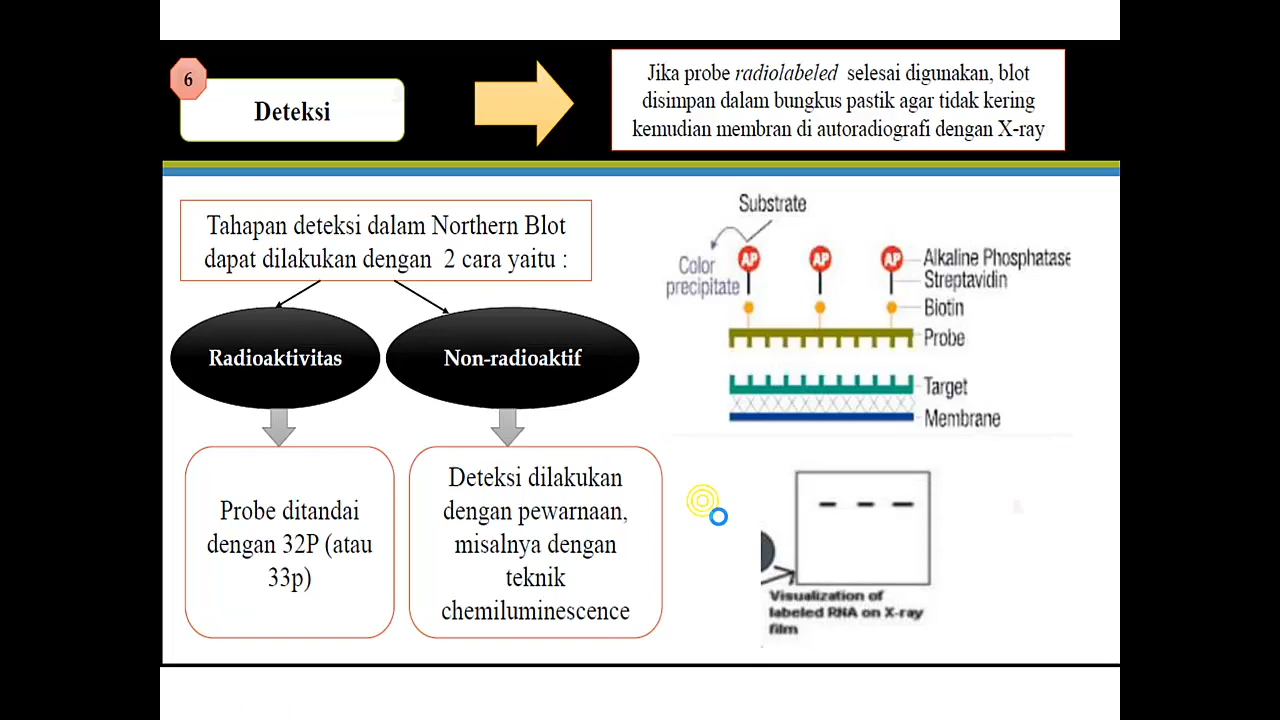 6
Deteksi
Jika probe radiolabeled selesai digunakan, blot
disimpan dalam bungkus pastik agar tidak kering
kemudian membran di autoradiografi dengan X-ray
Tahapan deteksi dalam Northern Blot
dapat dilakukan dengan 2 cara yaitu :
Radioaktivitas
Non-radioaktif
Probe ditandai
dengan 32P (atau
33p)
Deteksi dilakukan
dengan pewarnaan,
misalnya dengan
teknik
chemiluminescence
Substrate
Color
precipitate
AP
AP
AP
Alkaline Phosphatase
Streptavidin
Biotin
Probe
Target
Membrane
Visualization of
labeled RNA on X-ray
film